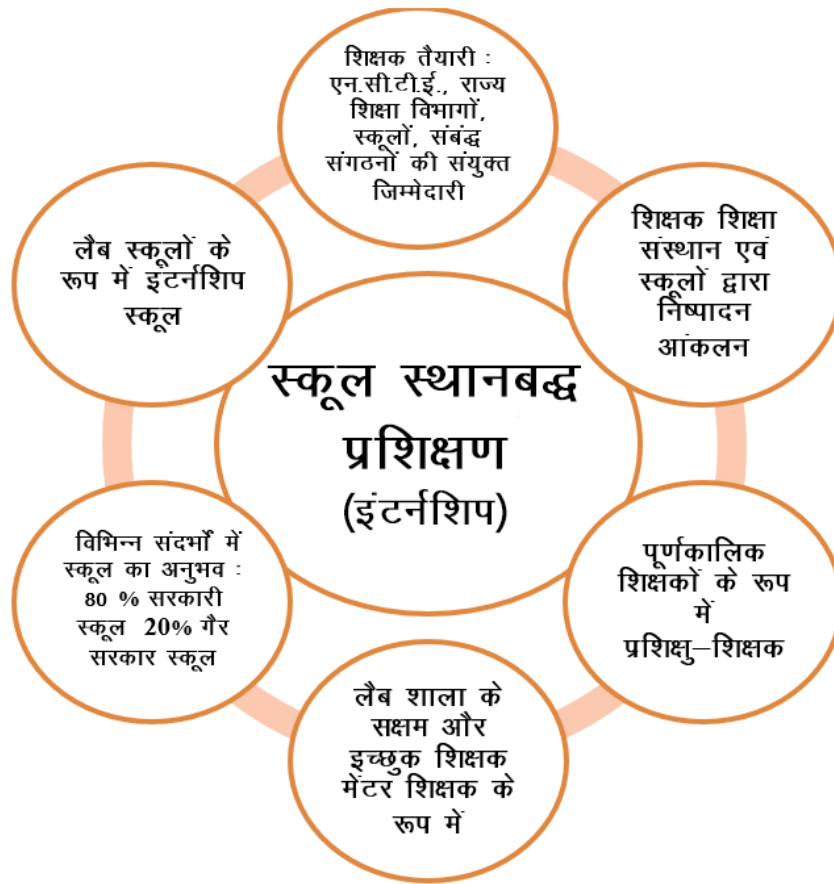 शिक्षक तैयारी :
एन.सी.टी.ई., राज्य
शिक्षा विभागों,
स्कूलों, संबंद्ध
संगठनों की संयुक्त
जिम्मेदारी
शिक्षक शिक्षा
संस्थान एवं
स्कूलों द्वारा
निष्पादन
आंकलन
पूर्णकालिक
शिक्षकों के रूप
में
प्रशिक्षु–शिक्षक
लैब शाला के
सक्षम और
इच्छुक शिक्षक
मेंटर शिक्षक के
रूप में
विभिन्न संदर्भों में
स्कूल का अनुभव :
80 % सरकारी
स्कूल 20% गैर
सरकार स्कूल
लैब स्कूलों के
रूप में इंटर्नशिप
स्कूल
स्कूल स्थानबद्ध
प्रशिक्षण
(इंटर्नशिप)